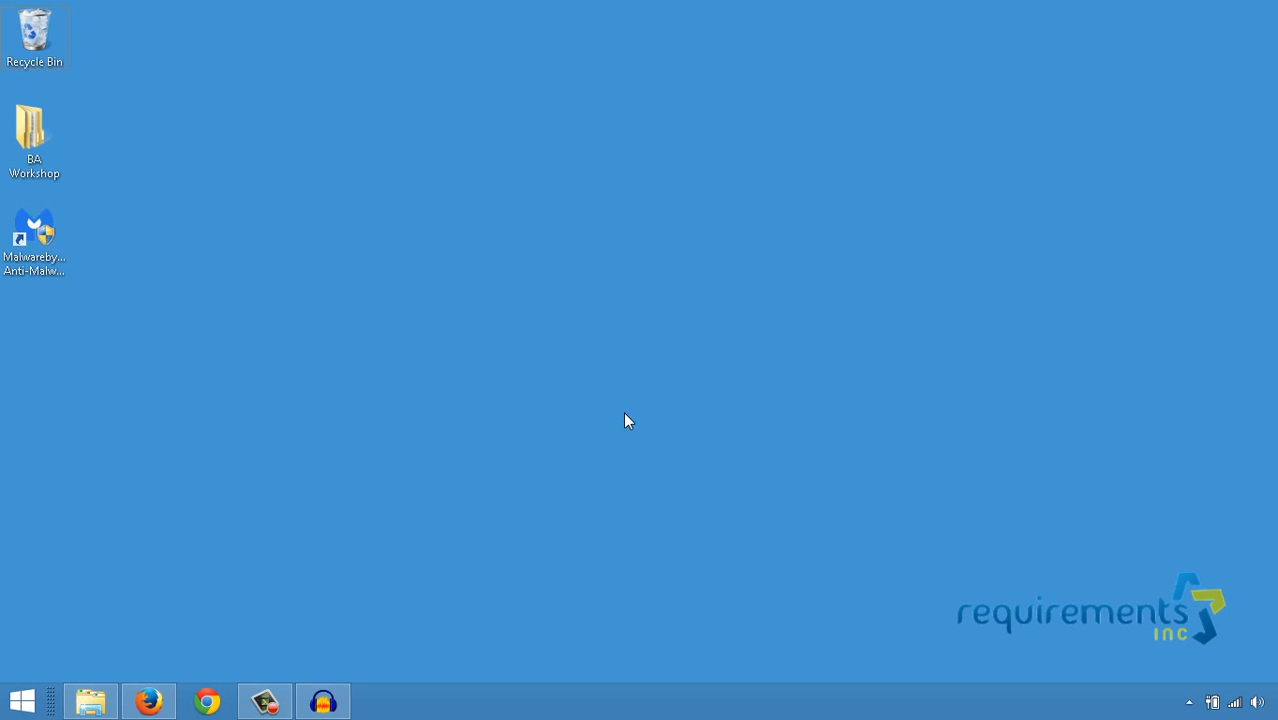 Recycle Bin
BA
Workshop
Malwareby...
Anti-Malw...
requirements
inc